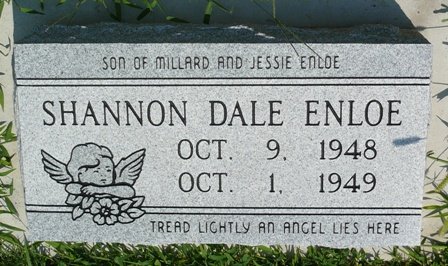 SON OF MILLARD AND JESSIE ENLOE
SHANNON DALE ENLOE
OCT. 9, 1948
OCT. 1, 1949
TREAD LIGHTLY AN ANGEL LIES HERE